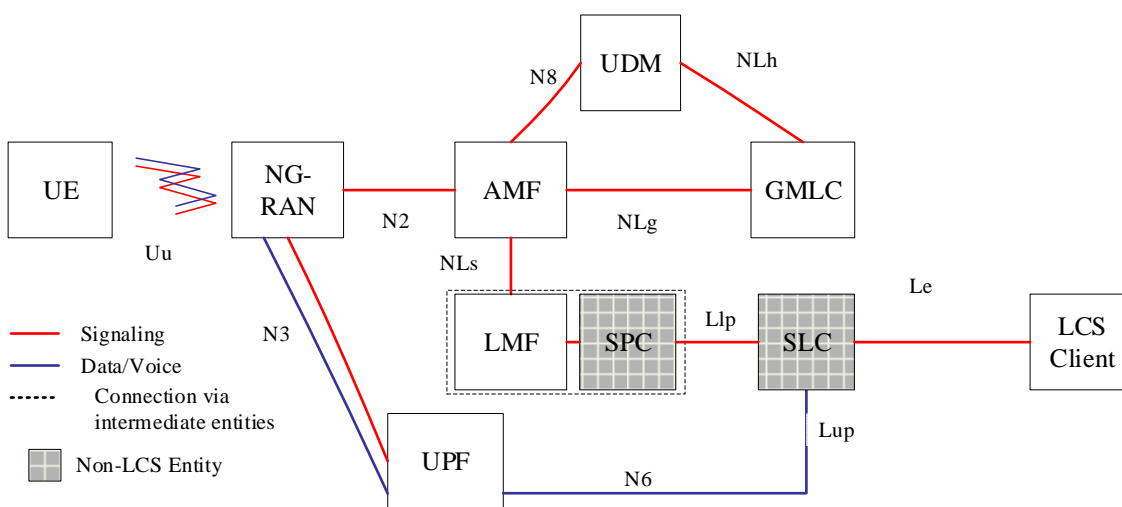 UDM
N8
NLh
UE
NG-
RAN
AMF
GMLC
N2
NLg
Uu
NLs
Le
N3
LMF
SPC
Llp
SLC
LCS
Client
Signaling
Data/Voice
Connection via
intermediate entities
Lup
UPF
N6
Non-LCS Entity